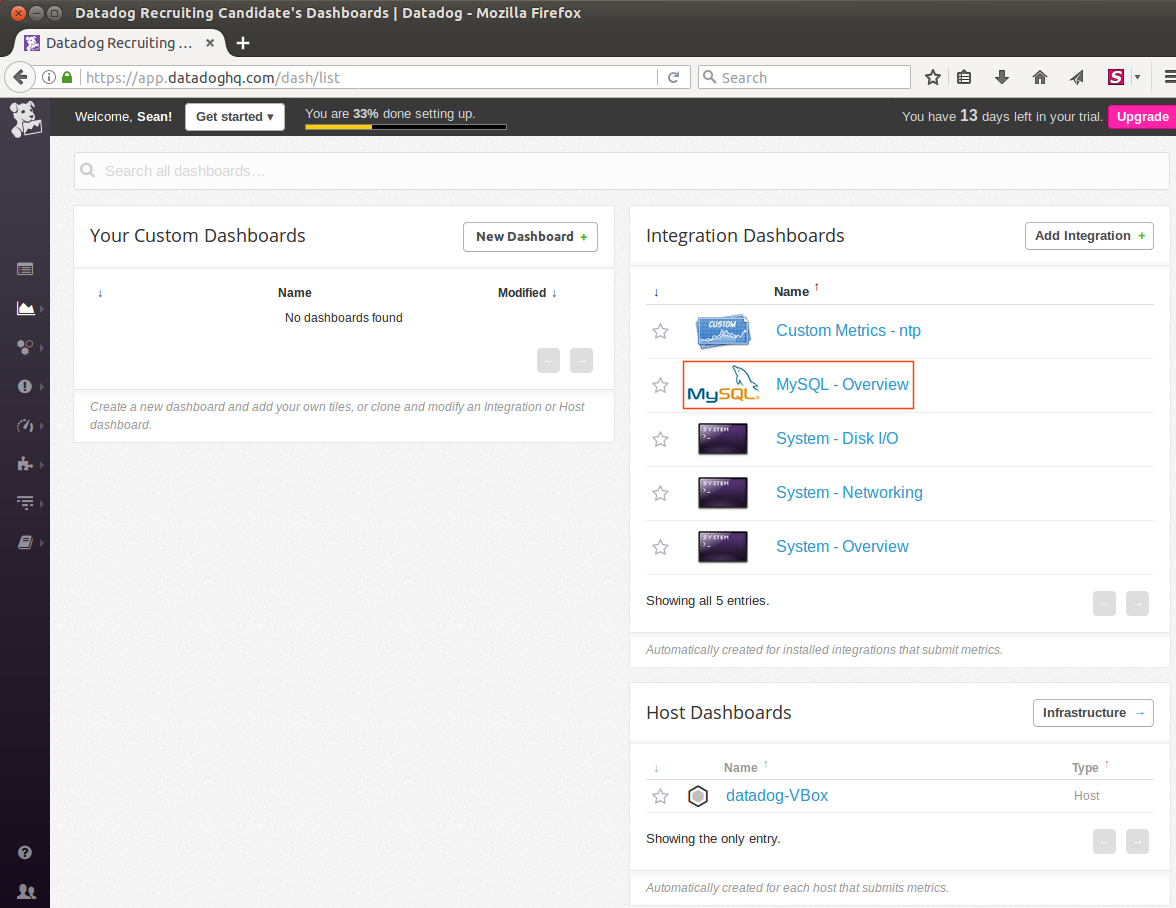 Datadog Recruiting Candidate's Dashboards | Datadog - Mozilla Firefox
Datadog Recruiting ... ×
https://app.datadoghq.com/dash/list
Search
S
Welcome, Sean!
Get started ▾
You are 33% done setting up.
You have 13 days left in your trial.
Upgrade
Search all dashboards…
Your Custom Dashboards
New Dashboard +
↓ Name Modified ↓
No dashboards found
← →
Create a new dashboard and add your own tiles, or clone and modify an Integration or Host
dashboard.
Integration Dashboards
Add Integration +
↓ Name ↑
CUSTOM
Custom Metrics - ntp
MySQL
MySQL - Overview
SYSTEM
>_
System - Disk I/O
SYSTEM
>_
System - Networking
SYSTEM
>_
System - Overview
Showing all 5 entries.
← →
Automatically created for installed integrations that submit metrics.
Host Dashboards
Infrastructure →
↓ Name ↑ Type ↑
datadog-VBox Host
Showing the only entry.
← →
Automatically created for each host that submits metrics.